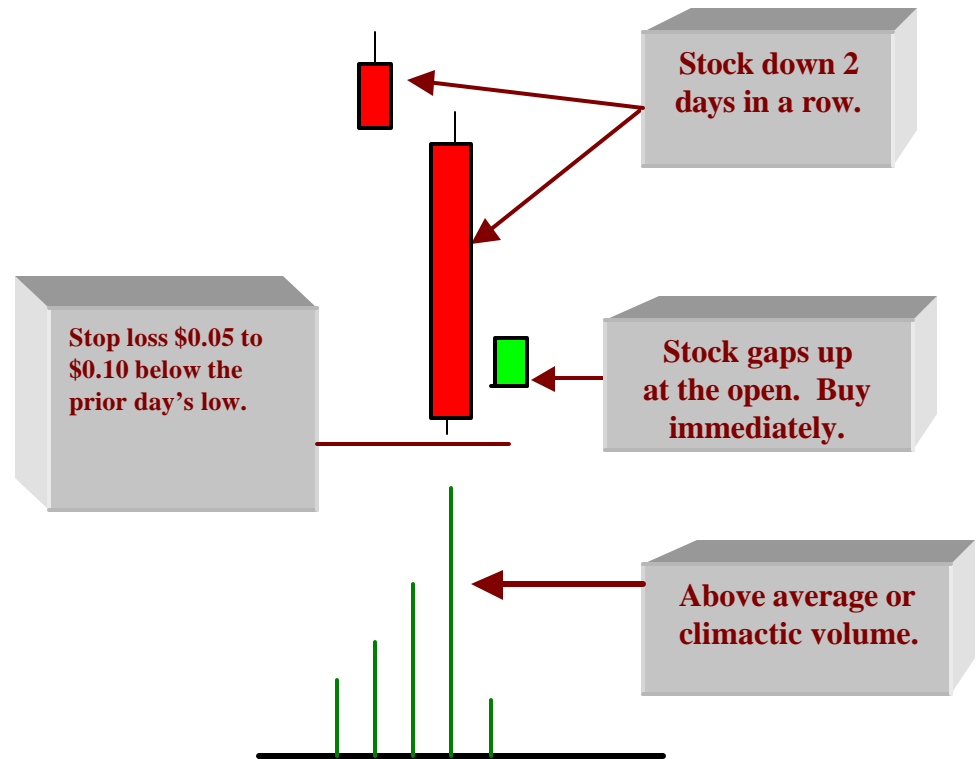 Stock down 2
days in a row.
Stop loss $0.05 to
$0.10 below the
prior day’s low.
Stock gaps up
at the open.  Buy
immediately.
Above average or
climactic volume.